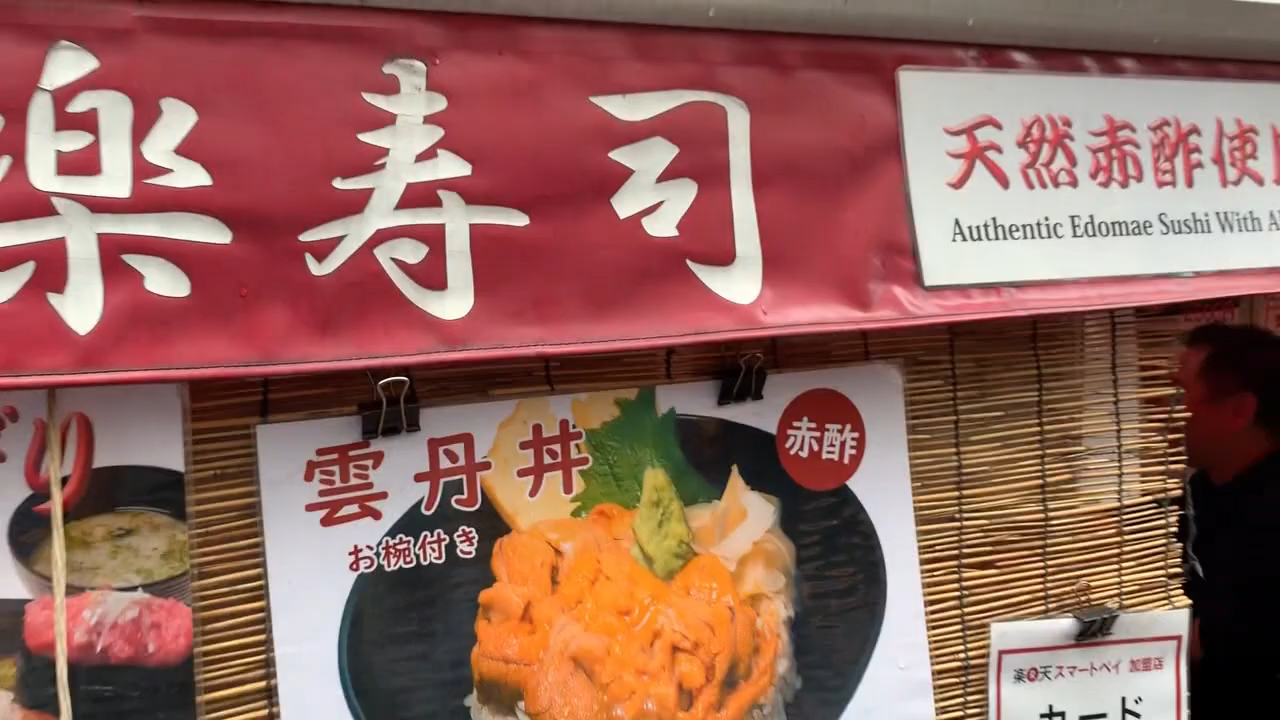 楽寿司
天然赤酢使用
Authentic Edomae Sushi With
雲丹丼
赤酢
お椀付き
楽天スマートペイ 加盟店
カード